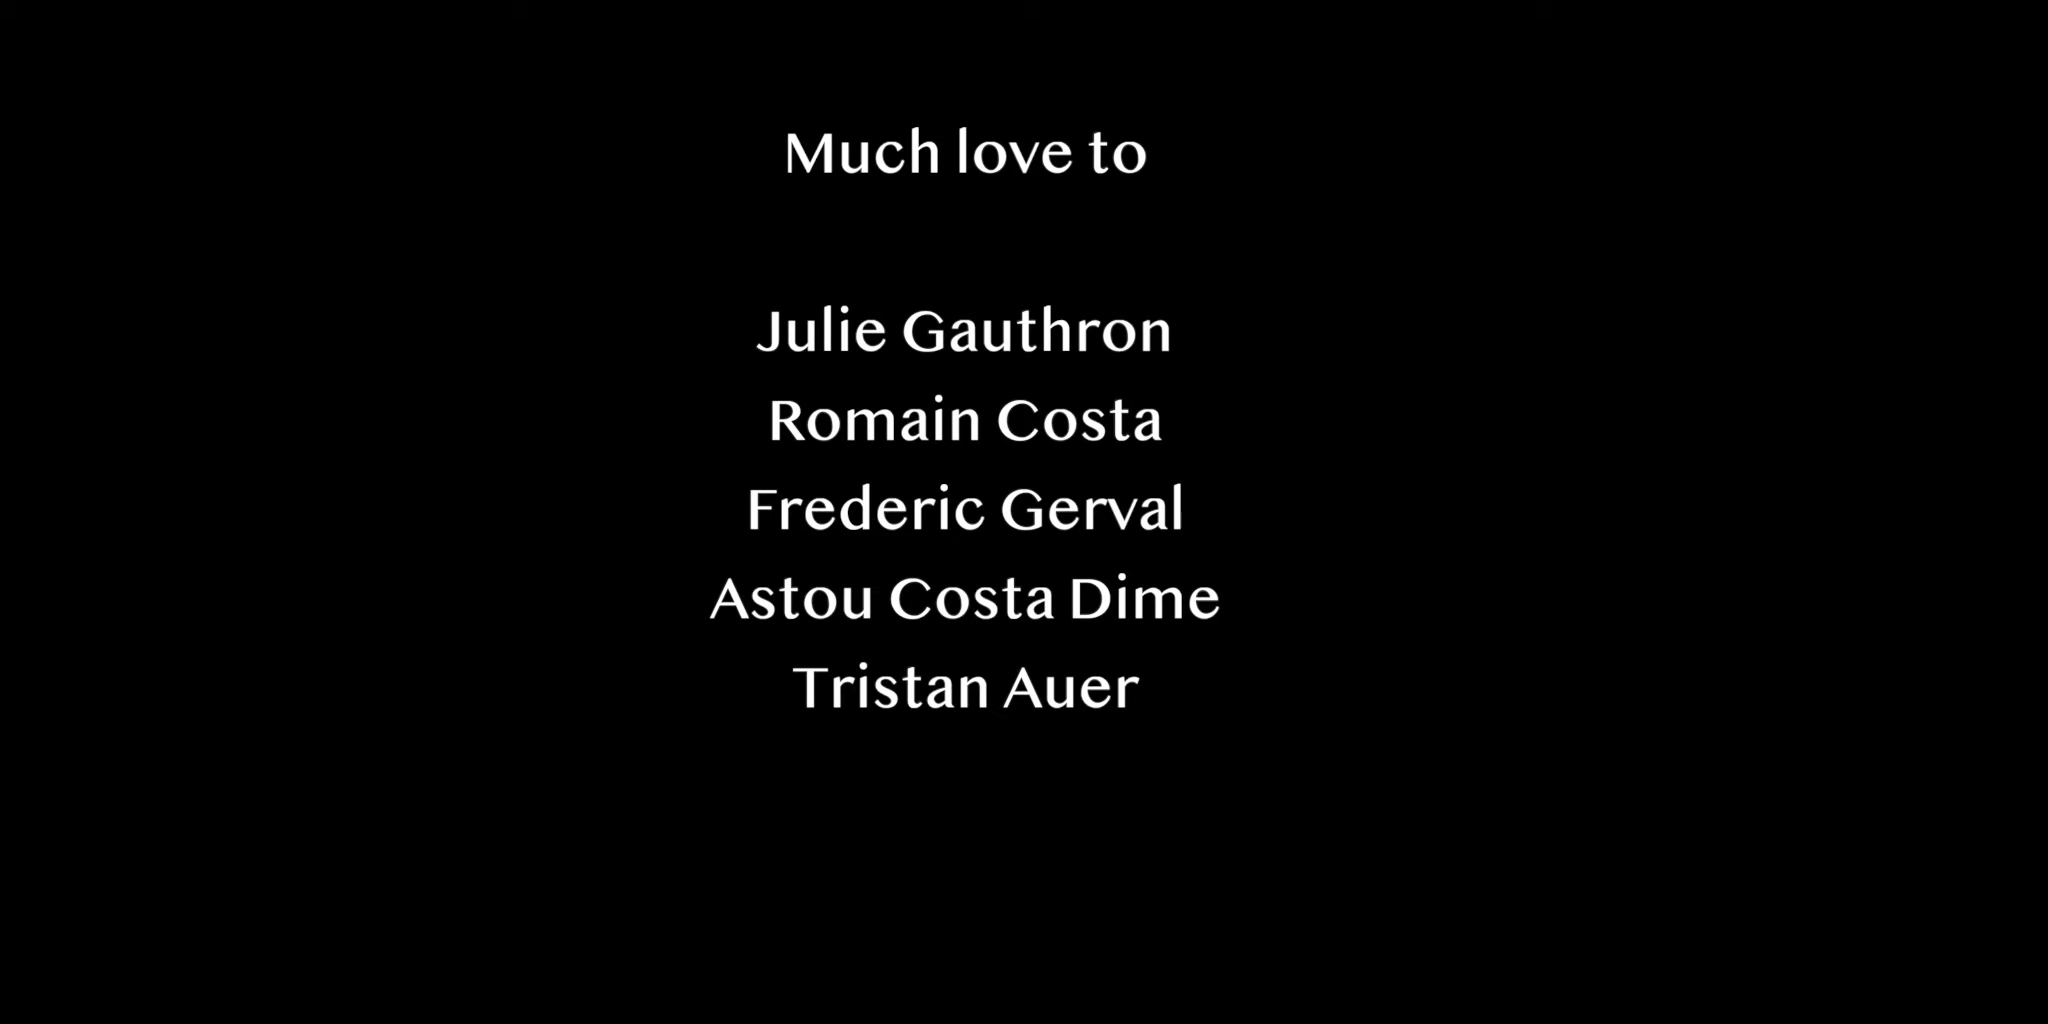 Much love to
Julie Gauthron
Romain Costa
Frederic Gerval
Astou Costa Dime
Tristan Auer